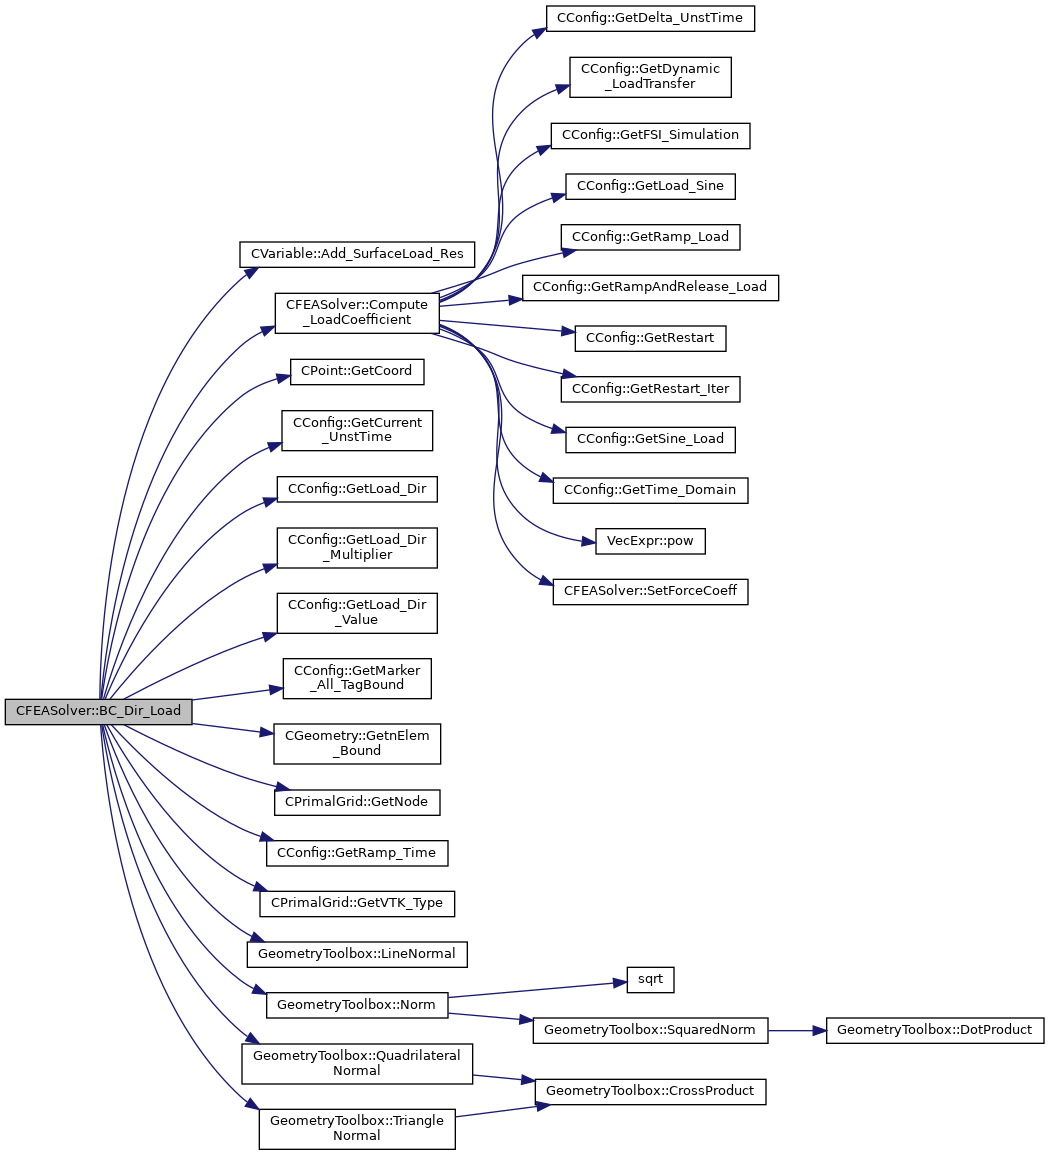 CFEASolver::BC_Dir_Load
CVariable::Add_SurfaceLoad_Res
CFEASolver::Compute
_LoadCoefficient
CPoint::GetCoord
CConfig::GetCurrent
_UnstTime
CConfig::GetLoad_Dir
CConfig::GetLoad_Dir
_Multiplier
CConfig::GetLoad_Dir
_Value
CConfig::GetMarker
_All_TagBound
CGeometry::GetnElem
_Bound
CPrimalGrid::GetNode
CConfig::GetRamp_Time
CPrimalGrid::GetVTK_Type
GeometryToolbox::LineNormal
GeometryToolbox::Norm
GeometryToolbox::Quadrilateral
Normal
GeometryToolbox::Triangle
Normal
CConfig::GetDelta_UnstTime
CConfig::GetDynamic
_LoadTransfer
CConfig::GetFSI_Simulation
CConfig::GetLoad_Sine
CConfig::GetRamp_Load
CConfig::GetRampAndRelease_Load
CConfig::GetRestart
CConfig::GetRestart_Iter
CConfig::GetSine_Load
CConfig::GetTime_Domain
VecExpr::pow
CFEASolver::SetForceCoeff
sqrt
GeometryToolbox::SquaredNorm
GeometryToolbox::CrossProduct
GeometryToolbox::DotProduct